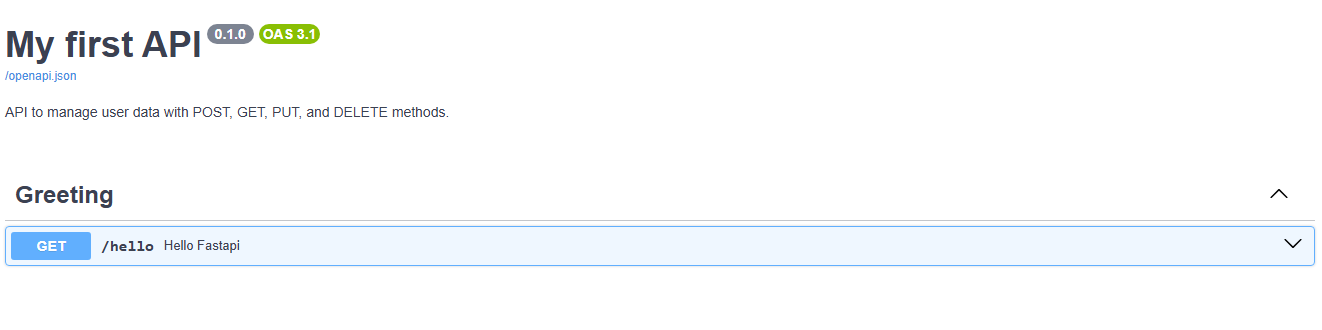 My first API 0.1.0 OAS 3.1
/openapi.json
API to manage user data with POST, GET, PUT, and DELETE methods.
Greeting
GET /hello Hello Fastapi